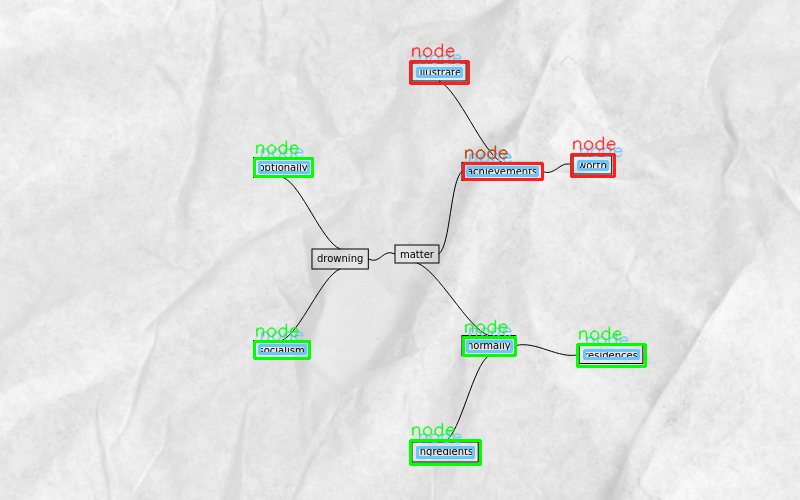 node
illustrate
node
worth
node
achievements
node
optionally
drowning
matter
node
socialism
node
normally
node
residences
node
ingredients